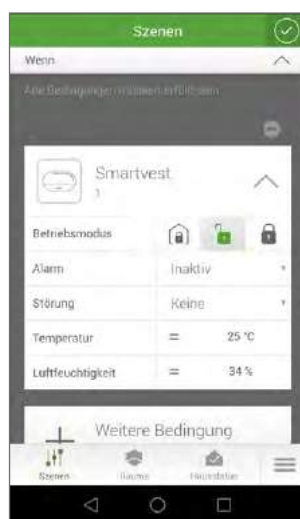 Szenen
Wenn
Alle Bedingungen müssen erfüllt sein
Smartvest
1
Betriebsmodus
Alarm Inaktiv
Störung Keine
Temperatur = 25 °C
Luftfeuchtigkeit = 34 %
Weitere Bedingung
Szenen Räume Hausstatus